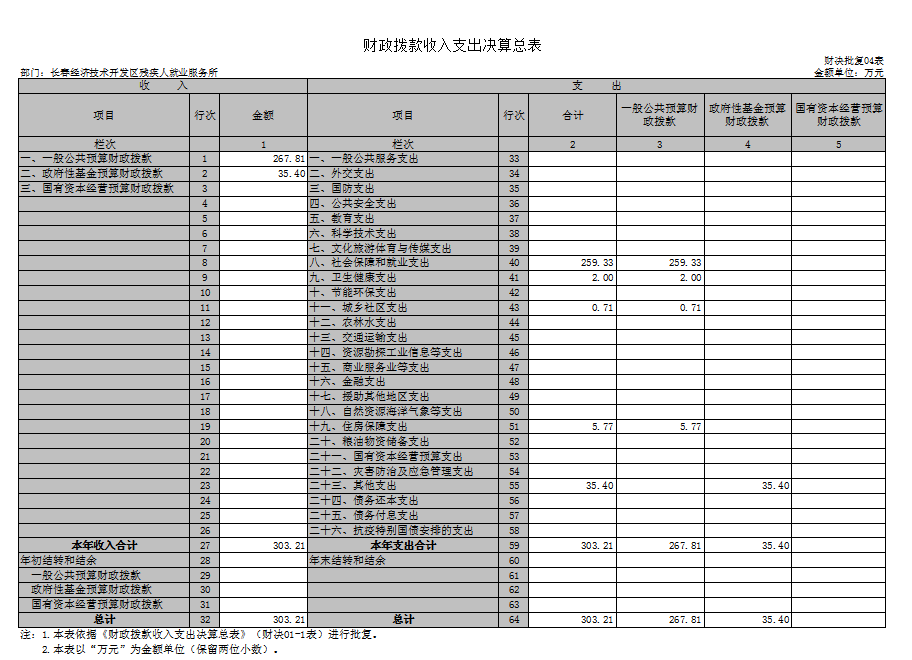 财政拨款收入支出决算总表
财决批复04表
部门：长春经济技术开发区残疾人就业服务所 金额单位：万元
收 入 支 出
项目 行次 金额 项目 行次 合计 一般公共预算财政拨款 政府性基金预算财政拨款 国有资本经营预算财政拨款
栏次 1 栏次 2 3 4 5
一、一般公共预算财政拨款 1 267.81 一、一般公共服务支出 33
二、政府性基金预算财政拨款 2 35.40 二、外交支出 34
三、国有资本经营预算财政拨款 3 三、国防支出 35
4 四、公共安全支出 36
5 五、教育支出 37
6 六、科学技术支出 38
7 七、文化旅游体育与传媒支出 39
8 八、社会保障和就业支出 40 259.33 259.33
9 九、卫生健康支出 41 2.00 2.00
10 十、节能环保支出 42
11 十一、城乡社区支出 43 0.71 0.71
12 十二、农林水支出 44
13 十三、交通运输支出 45
14 十四、资源勘探工业信息等支出 46
15 十五、商业服务业等支出 47
16 十六、金融支出 48
17 十七、援助其他地区支出 49
18 十八、自然资源海洋气象等支出 50
19 十九、住房保障支出 51 5.77 5.77
20 二十、粮油物资储备支出 52
21 二十一、国有资本经营预算支出 53
22 二十二、灾害防治及应急管理支出 54
23 二十三、其他支出 55 35.40 35.40
24 二十四、债务还本支出 56
25 二十五、债务付息支出 57
26 二十六、抗疫特别国债安排的支出 58
本年收入合计 27 303.21 本年支出合计 59 303.21 267.81 35.40
年初结转和结余 28 年末结转和结余 60
一般公共预算财政拨款 29 61
政府性基金预算财政拨款 30 62
国有资本经营预算财政拨款 31 63
总计 32 303.21 总计 64 303.21 267.81 35.40
注：1.本表依据《财政拨款收入支出决算总表》（财决01-1表）进行批复。
2.本表以“万元”为金额单位（保留两位小数）。